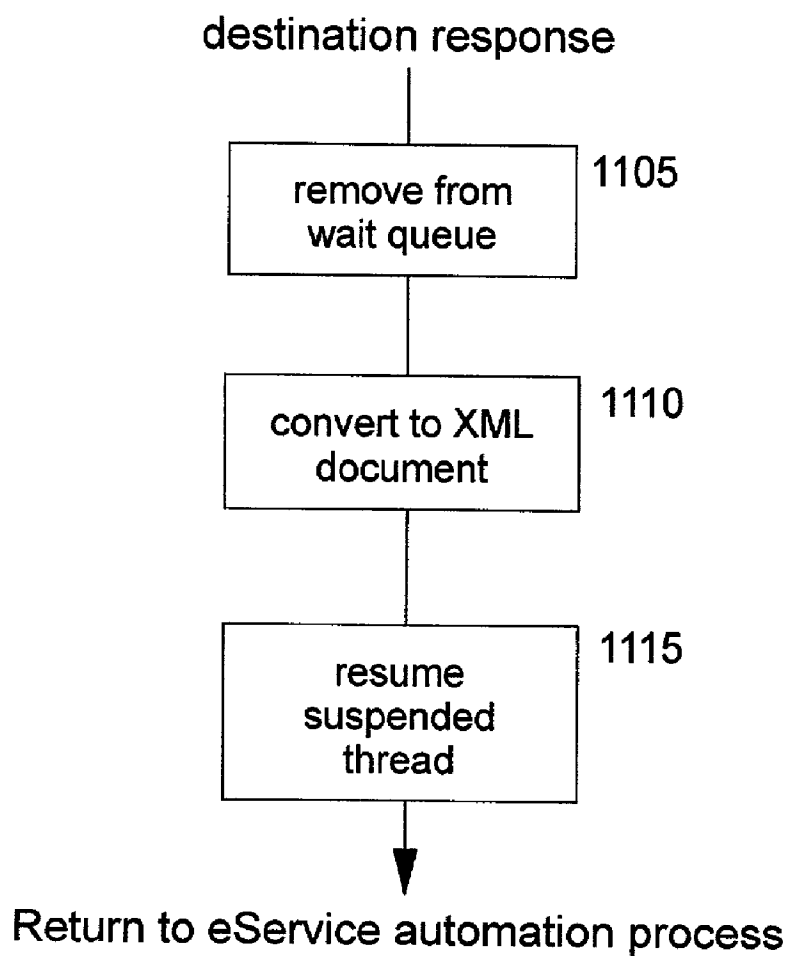 destination response
1105
remove from
wait queue
1110
convert to XML
document
1115
resume
suspended
thread
Return to eService automation process